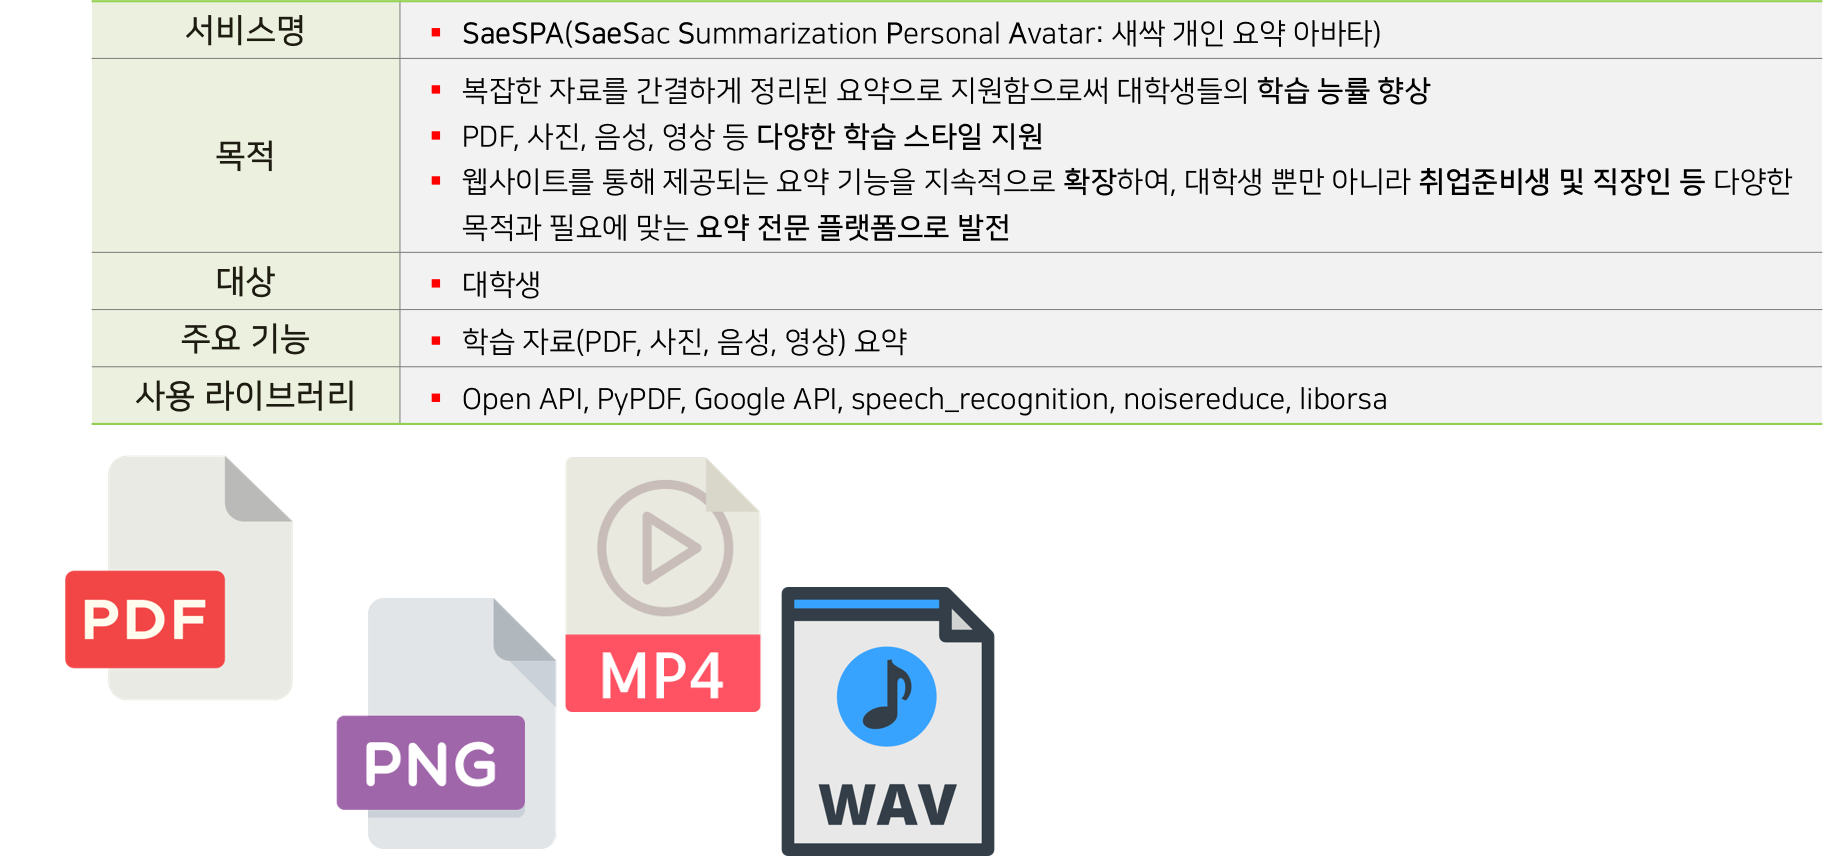 서비스명
▪ SaeSPA(SaeSac Summarization Personal Avatar: 새싹 개인 요약 아바타)
목적
▪ 복잡한 자료를 간결하게 정리된 요약으로 지원함으로써 대학생들의 학습 능률 향상
▪ PDF, 사진, 음성, 영상 등 다양한 학습 스타일 지원
▪ 웹사이트를 통해 제공되는 요약 기능을 지속적으로 확장하여, 대학생 뿐만 아니라 취업준비생 및 직장인 등 다양한
목적과 필요에 맞는 요약 전문 플랫폼으로 발전
대상
▪ 대학생
주요 기능
▪ 학습 자료(PDF, 사진, 음성, 영상) 요약
사용 라이브러리
▪ Open API, PyPDF, Google API, speech_recognition, noisereduce, liborsa
PDF
PNG
MP4
WAV